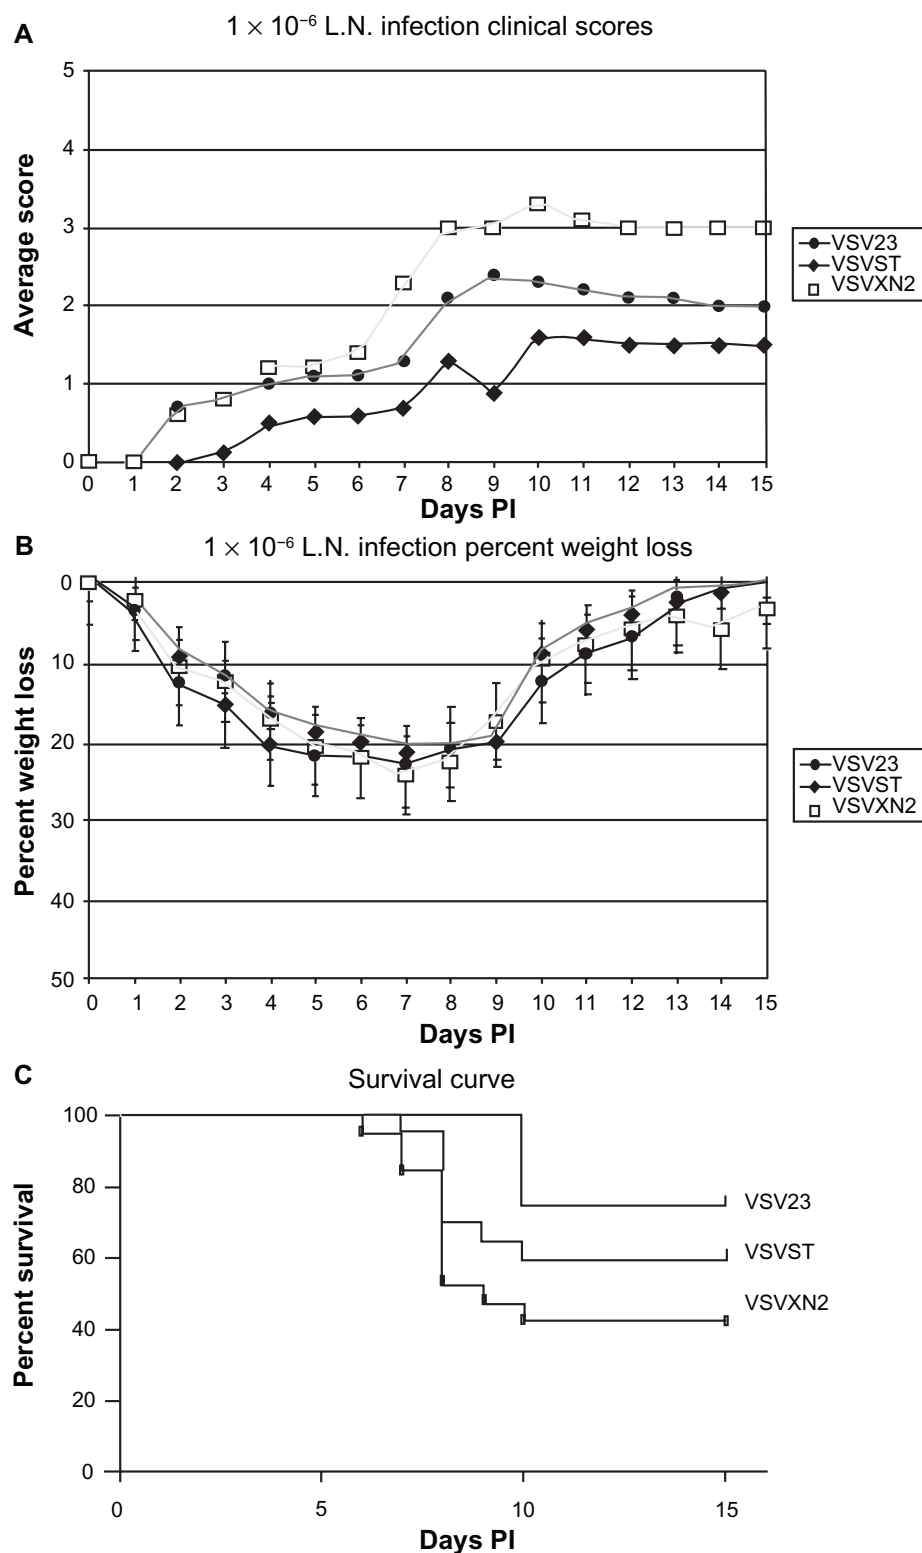 A
1 × 10⁻⁶ L.N. infection clinical scores
Average score
5
4
3
2
1
0
0 1 2 3 4 5 6 7 8 9 10 11 12 13 14 15
Days PI
VSV23
VSVST
VSVXN2
B
1 × 10⁻⁶ L.N. infection percent weight loss
Percent weight loss
0
10
20
30
40
50
0 1 2 3 4 5 6 7 8 9 10 11 12 13 14 15
Days PI
VSV23
VSVST
VSVXN2
C
Survival curve
Percent survival
100
80
60
40
20
0
0 5 10 15
Days PI
VSV23
VSVST
VSVXN2